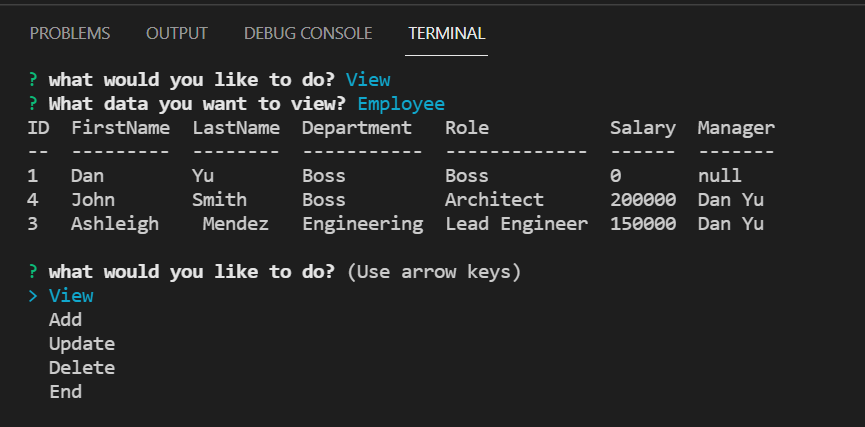 PROBLEMS OUTPUT DEBUG CONSOLE TERMINAL
? what would you like to do? View
? What data you want to view? Employee
ID  FirstName  LastName  Department   Role           Salary  Manager
--  ---------  --------  -----------  -------------  ------  -------
1   Dan        Yu        Boss         Boss           0       null
4   John       Smith     Boss         Architect      200000  Dan Yu
3   Ashleigh    Mendez   Engineering  Lead Engineer  150000  Dan Yu
? what would you like to do? (Use arrow keys)
> View
  Add
  Update
  Delete
  End